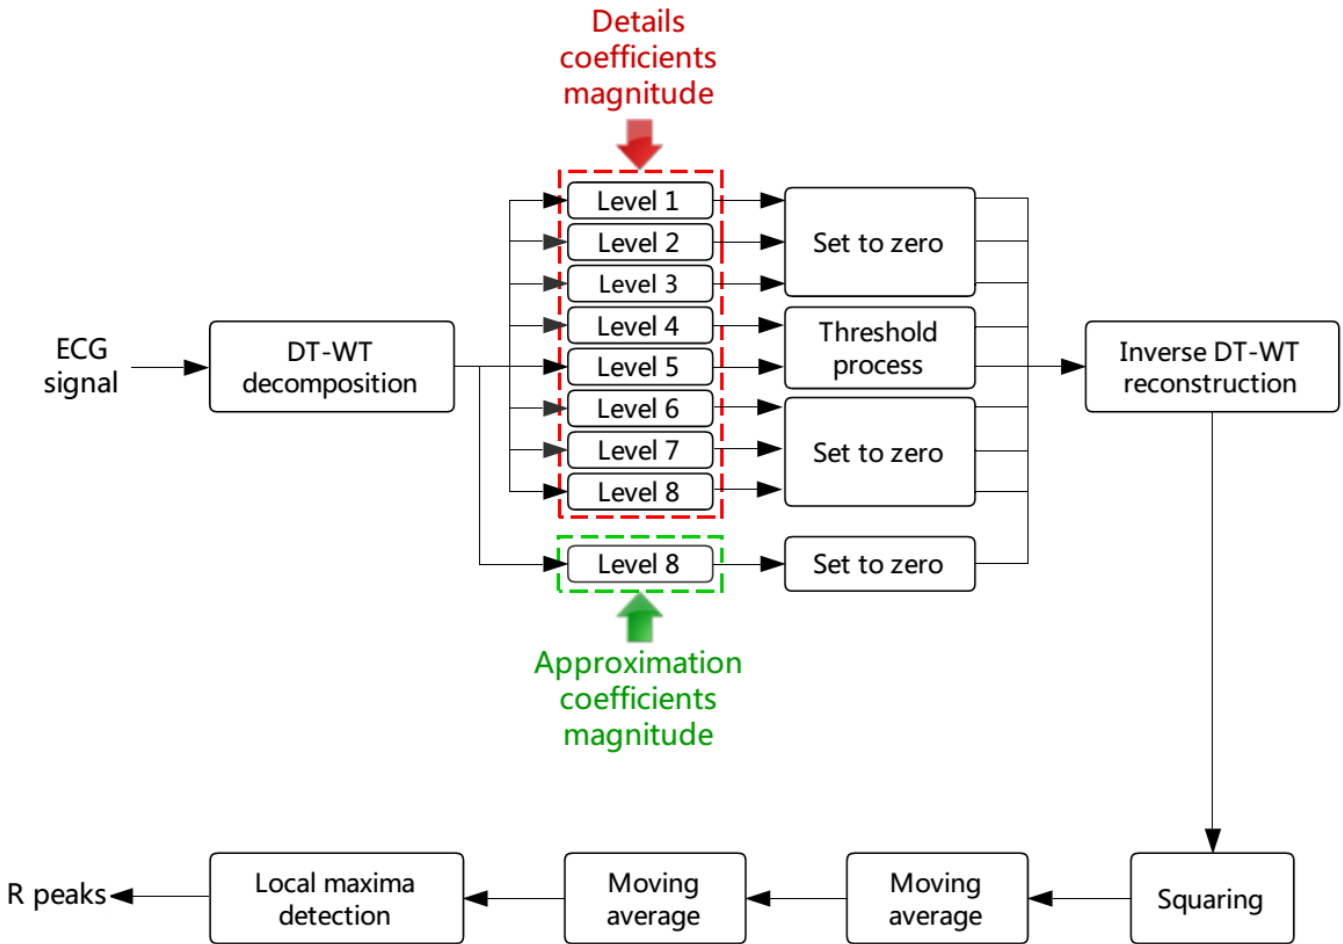 Details
coefficients
magnitude
Level 1
Level 2
Level 3
Level 4
Level 5
Level 6
Level 7
Level 8
Set to zero
Threshold
process
Set to zero
ECG
signal
DT-WT
decomposition
Inverse DT-WT
reconstruction
Level 8
Set to zero
Approximation
coefficients
magnitude
R peaks
Local maxima
detection
Moving
average
Moving
average
Squaring